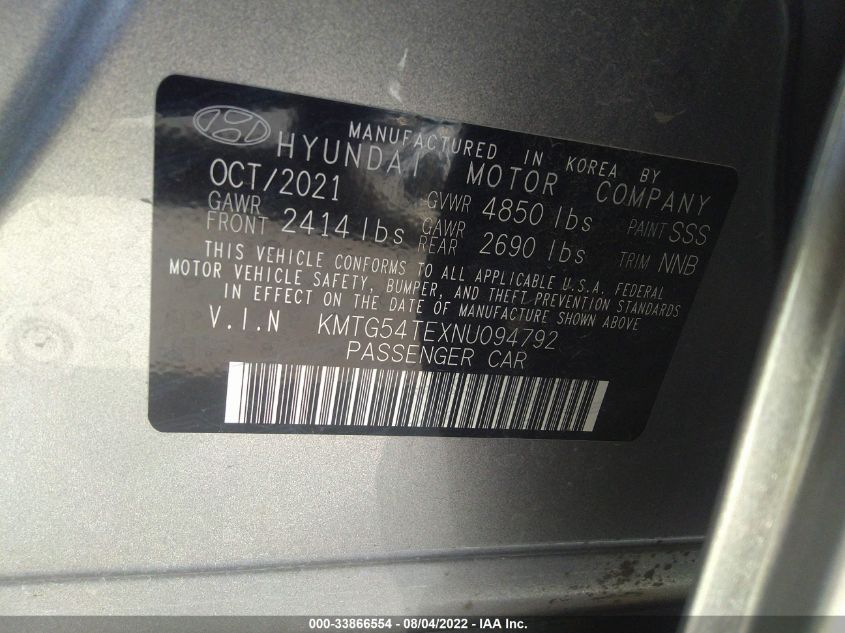 MANUFACTURED IN KOREA BY
HYUNDAI MOTOR COMPANY
OCT/2021 GVWR 4850 lbs PAINT SSS
GAWR FRONT 2414 lbs GAWR REAR 2690 lbs TRIM NNB
THIS VEHICLE CONFORMS TO ALL APPLICABLE U.S.A. FEDERAL
MOTOR VEHICLE SAFETY, BUMPER, AND THEFT PREVENTION STANDARDS
IN EFFECT ON THE DATE OF MANUFACTURE SHOWN ABOVE
V.I.N KMTG54TEXNU094792
PASSENGER CAR
000-33866554 - 08/04/2022 - IAA Inc.